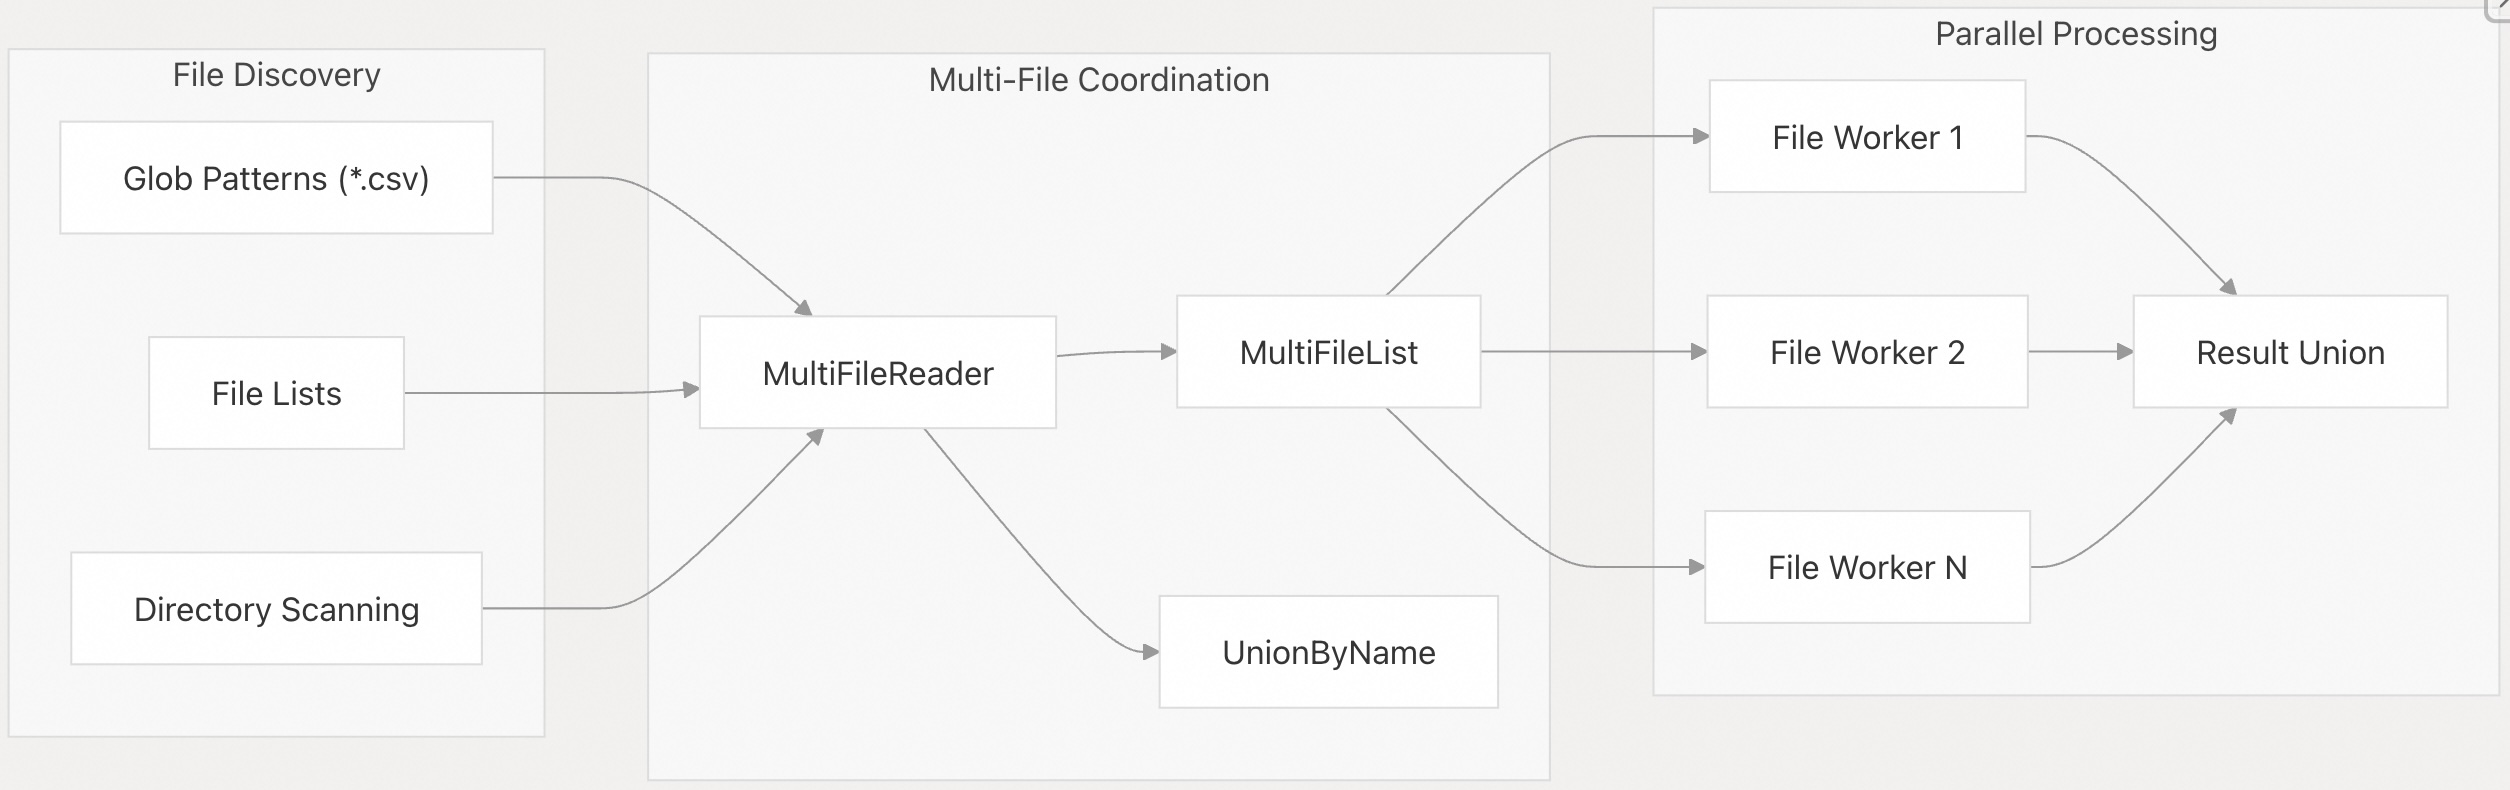 File Discovery
Glob Patterns (*.csv)
File Lists
Directory Scanning
Multi-File Coordination
MultiFileReader
MultiFileList
UnionByName
Parallel Processing
File Worker 1
File Worker 2
File Worker N
Result Union